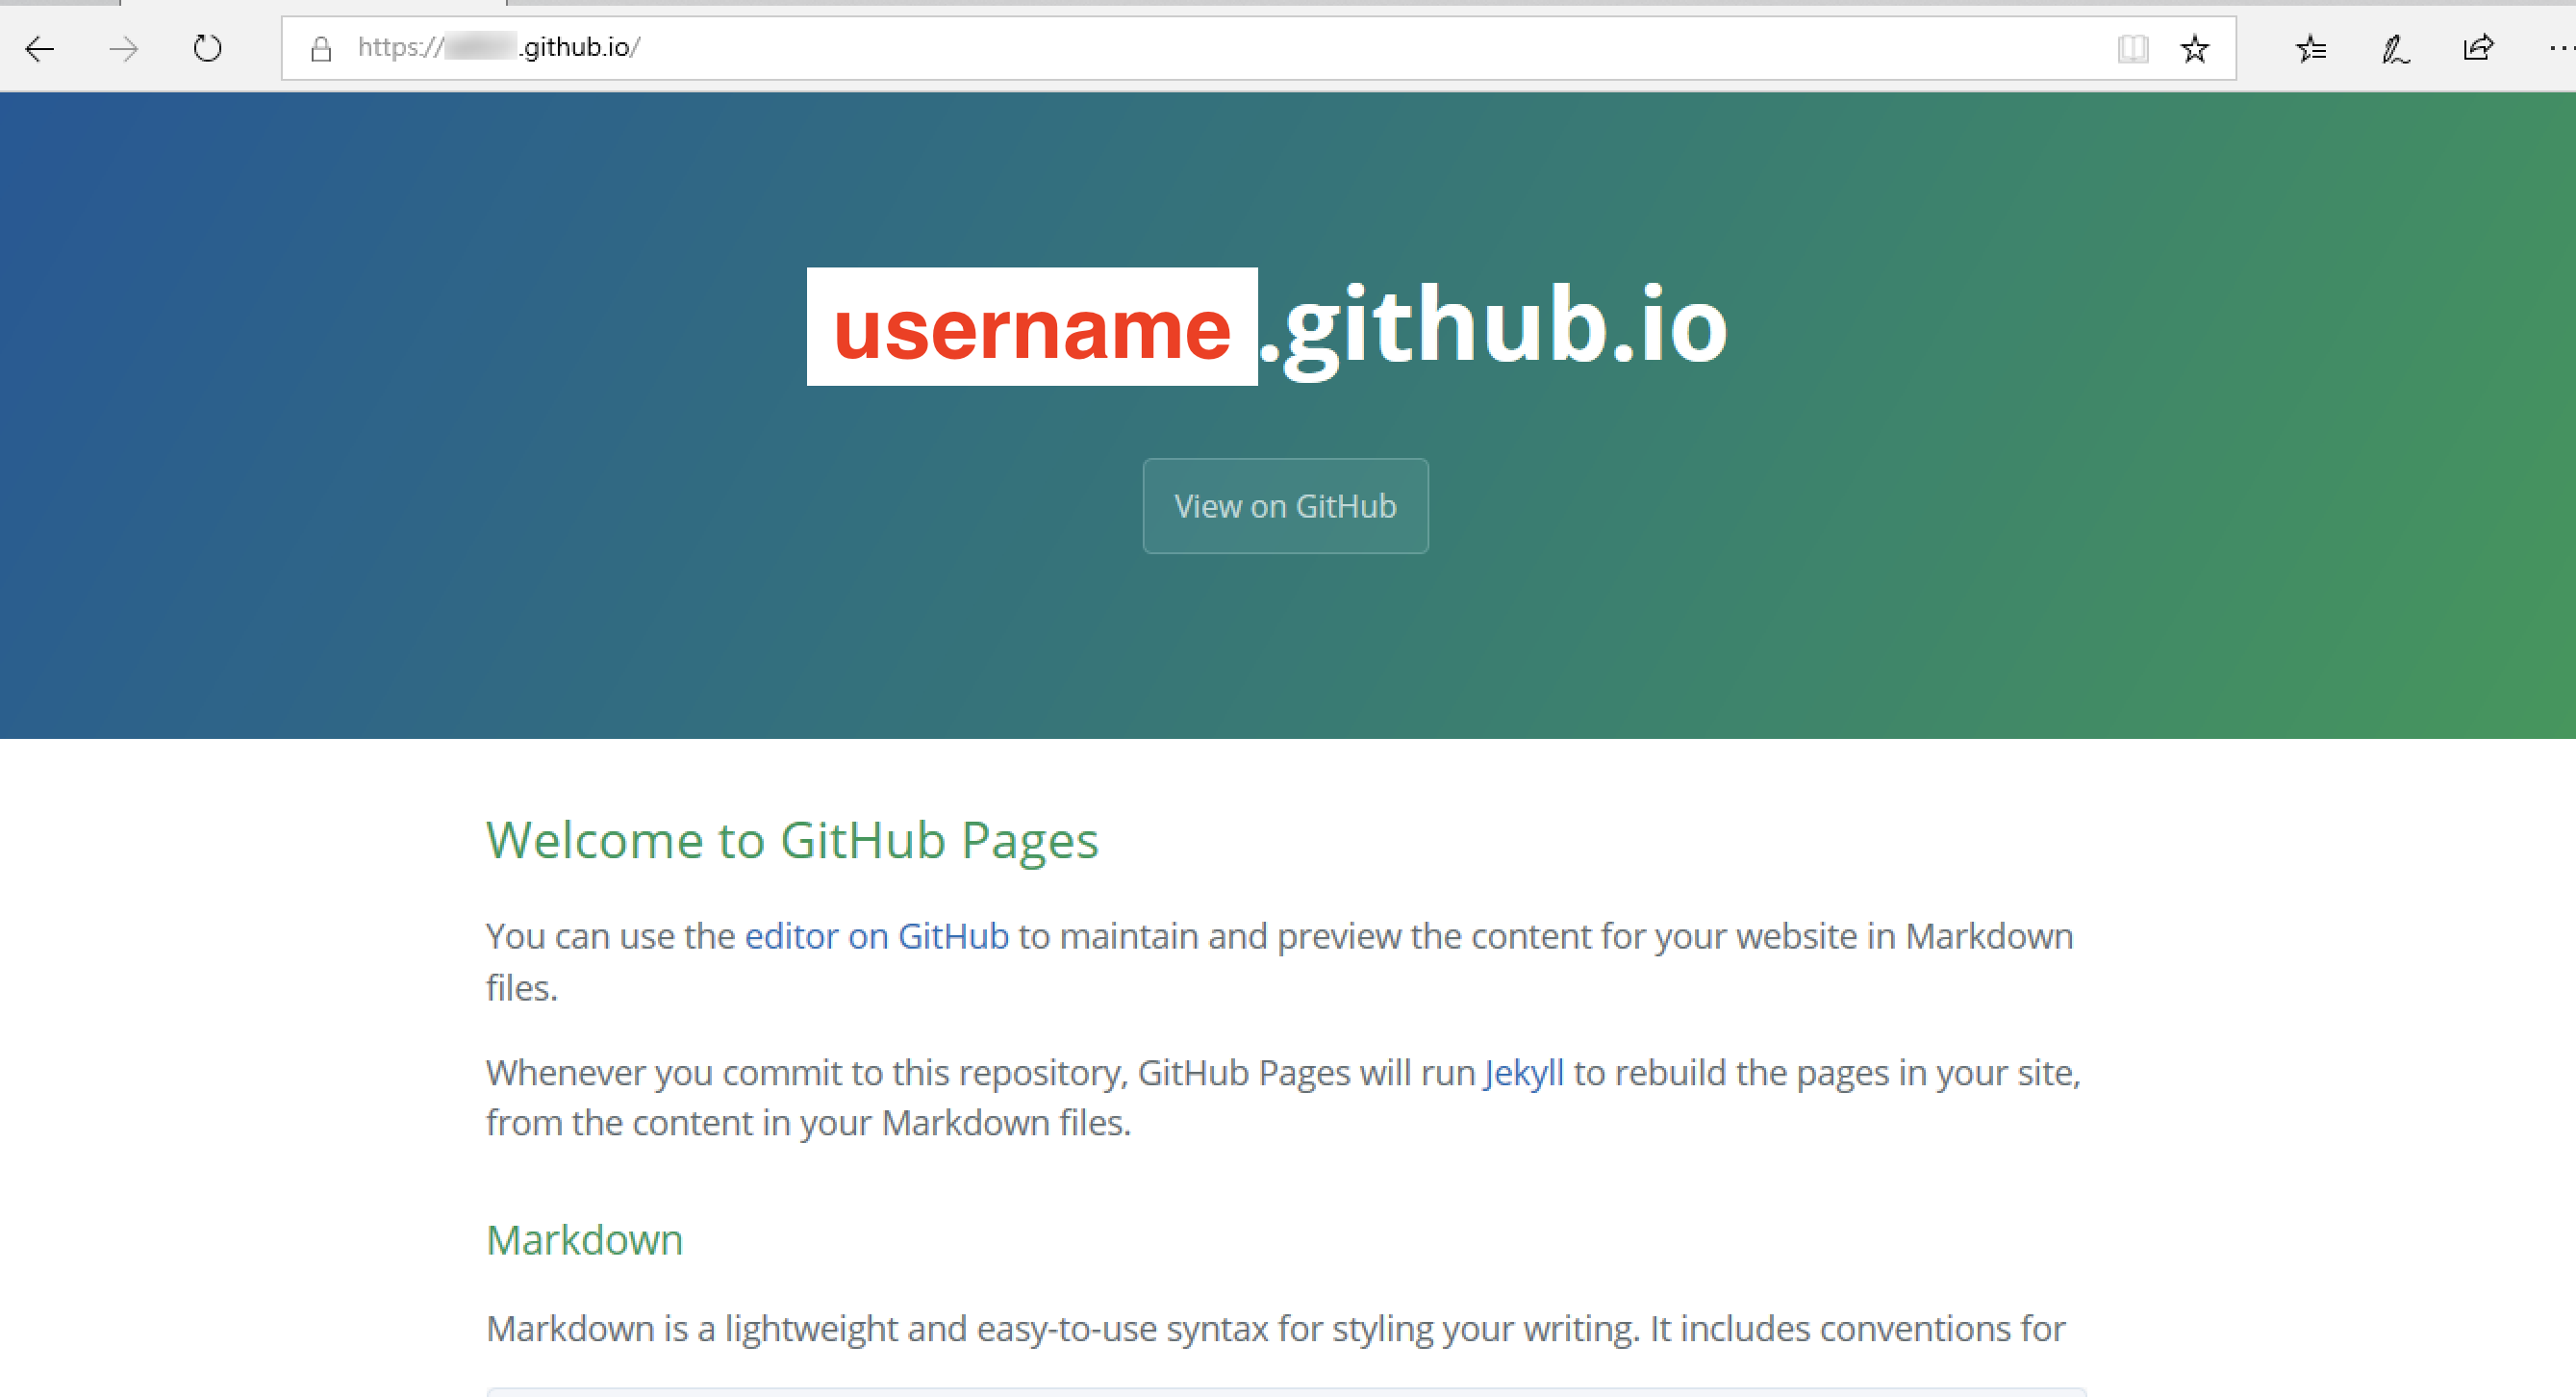 https://.github.io/
username.github.io
View on GitHub
Welcome to GitHub Pages
You can use the editor on GitHub to maintain and preview the content for your website in Markdown
files.
Whenever you commit to this repository, GitHub Pages will run Jekyll to rebuild the pages in your site,
from the content in your Markdown files.
Markdown
Markdown is a lightweight and easy-to-use syntax for styling your writing. It includes conventions for